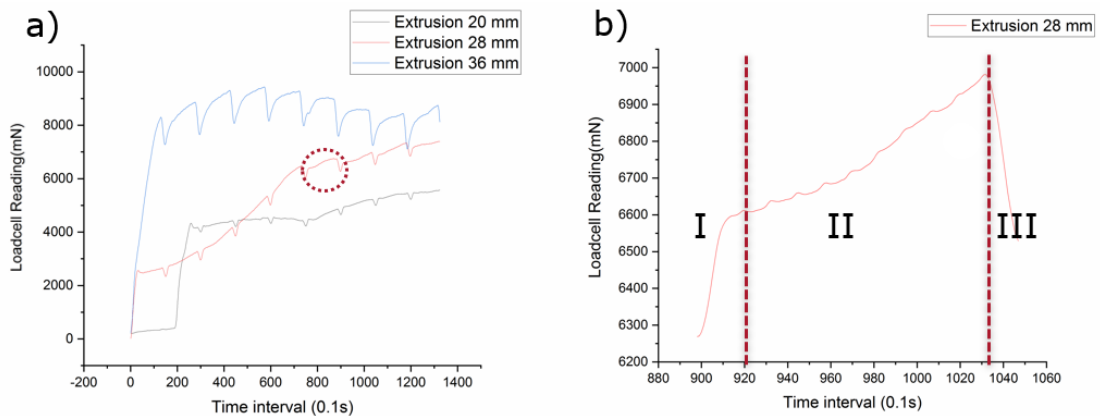 a)
Extrusion 20 mm
Extrusion 28 mm
Extrusion 36 mm
Loadcell Reading(mN)
10000
8000
6000
4000
2000
0
-2000
-200 0 200 400 600 800 1000 1200 1400
Time interval (0.1s)
b)
Extrusion 28 mm
Loadcell Reading(mN)
7000
6900
6800
6700
6600
6500
6400
6300
6200
I II III
880 900 920 940 960 980 1000 1020 1040 1060
Time interval (0.1s)